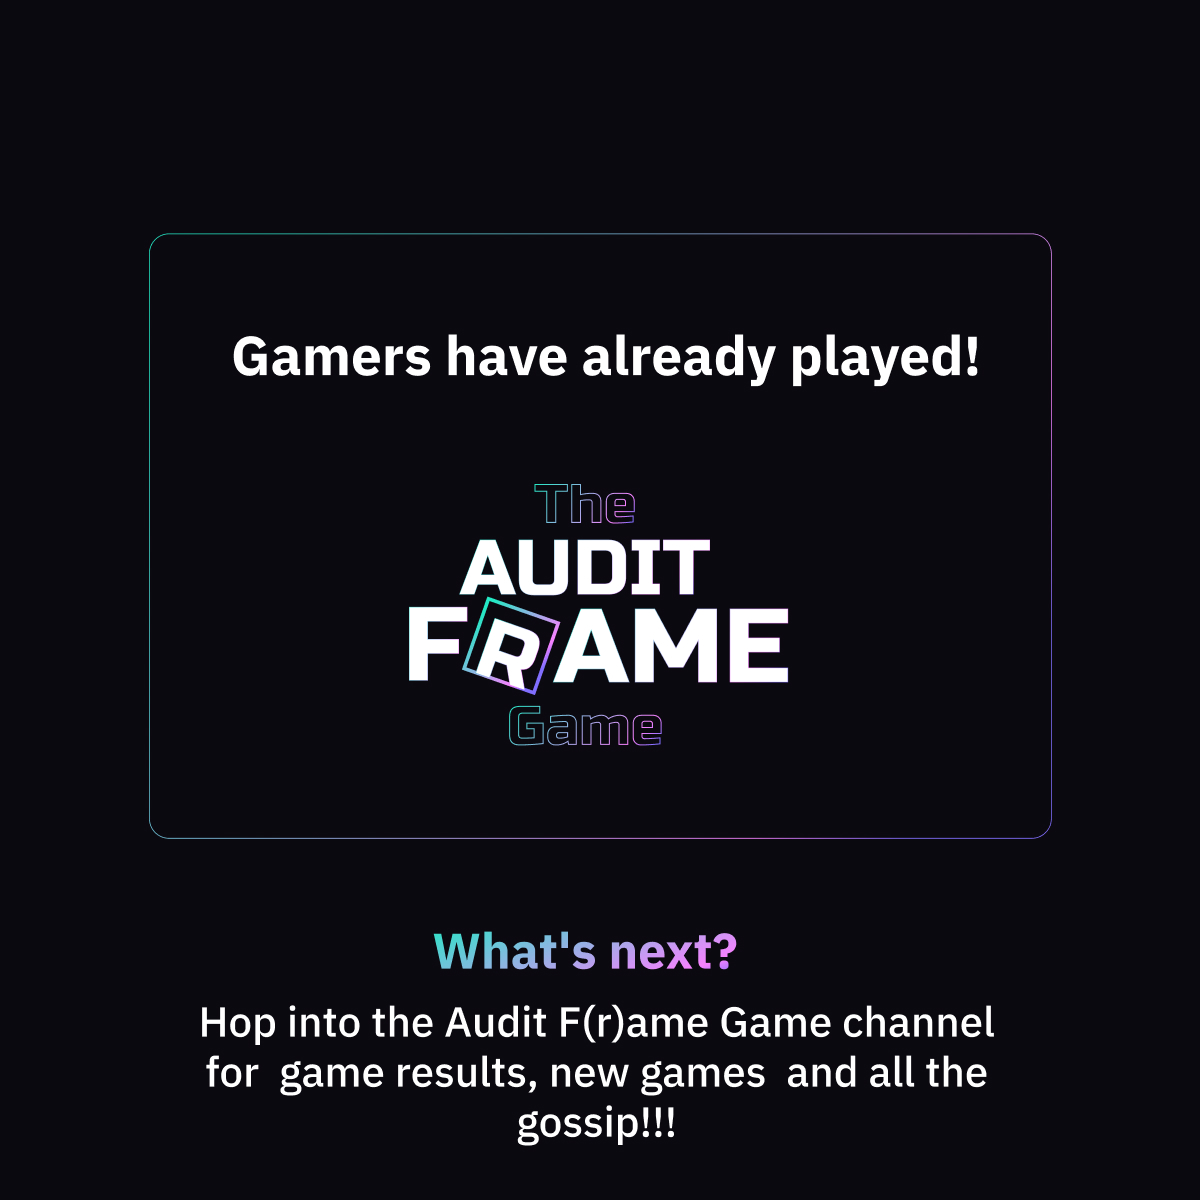 Gamers have already played!
The
AUDIT
FRAME
Game
What's next?
Hop into the Audit F(r)ame Game channel
for  game results, new games  and all the
gossip!!!